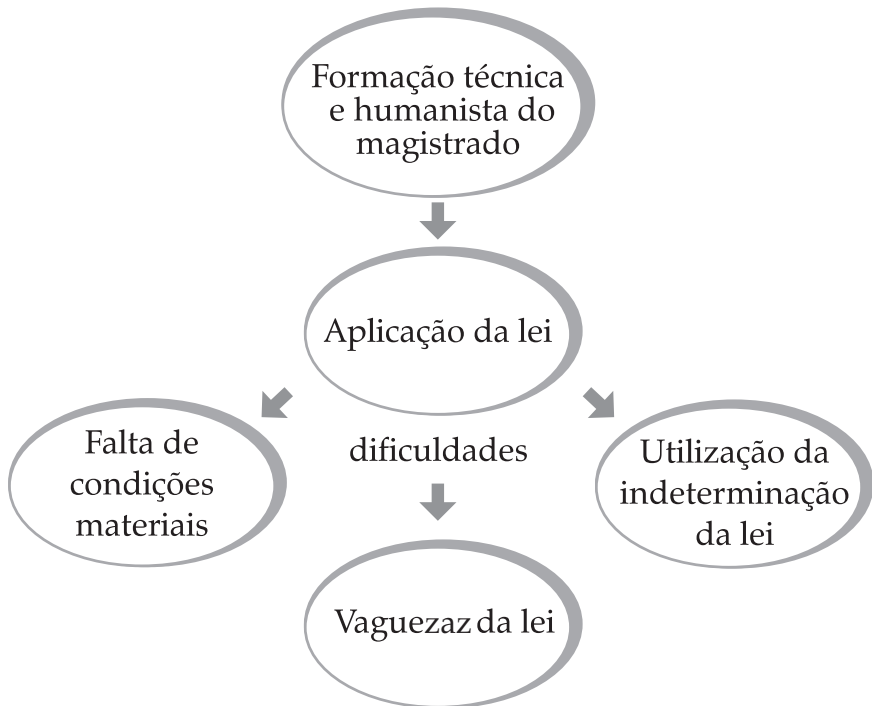 Formação técnica
e humanista do
magistrado
Aplicação da lei
Falta de
condições
materiais
dificuldades
Utilização da
indeterminação
da lei
Vaguezaz da lei